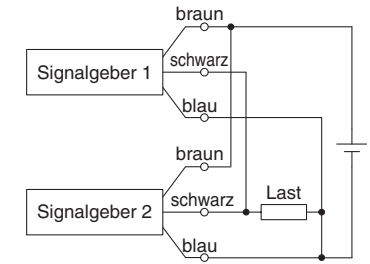 braun
Signalgeber 1
schwarz
blau
braun
Signalgeber 2
schwarz
Last
blau